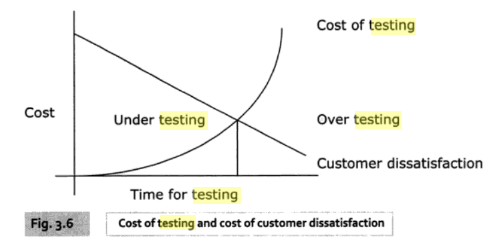 Cost of testing
Cost
Under testing
Over testing
Customer dissatisfaction
Time for testing
Fig. 3.6
Cost of testing and cost of customer dissatisfaction